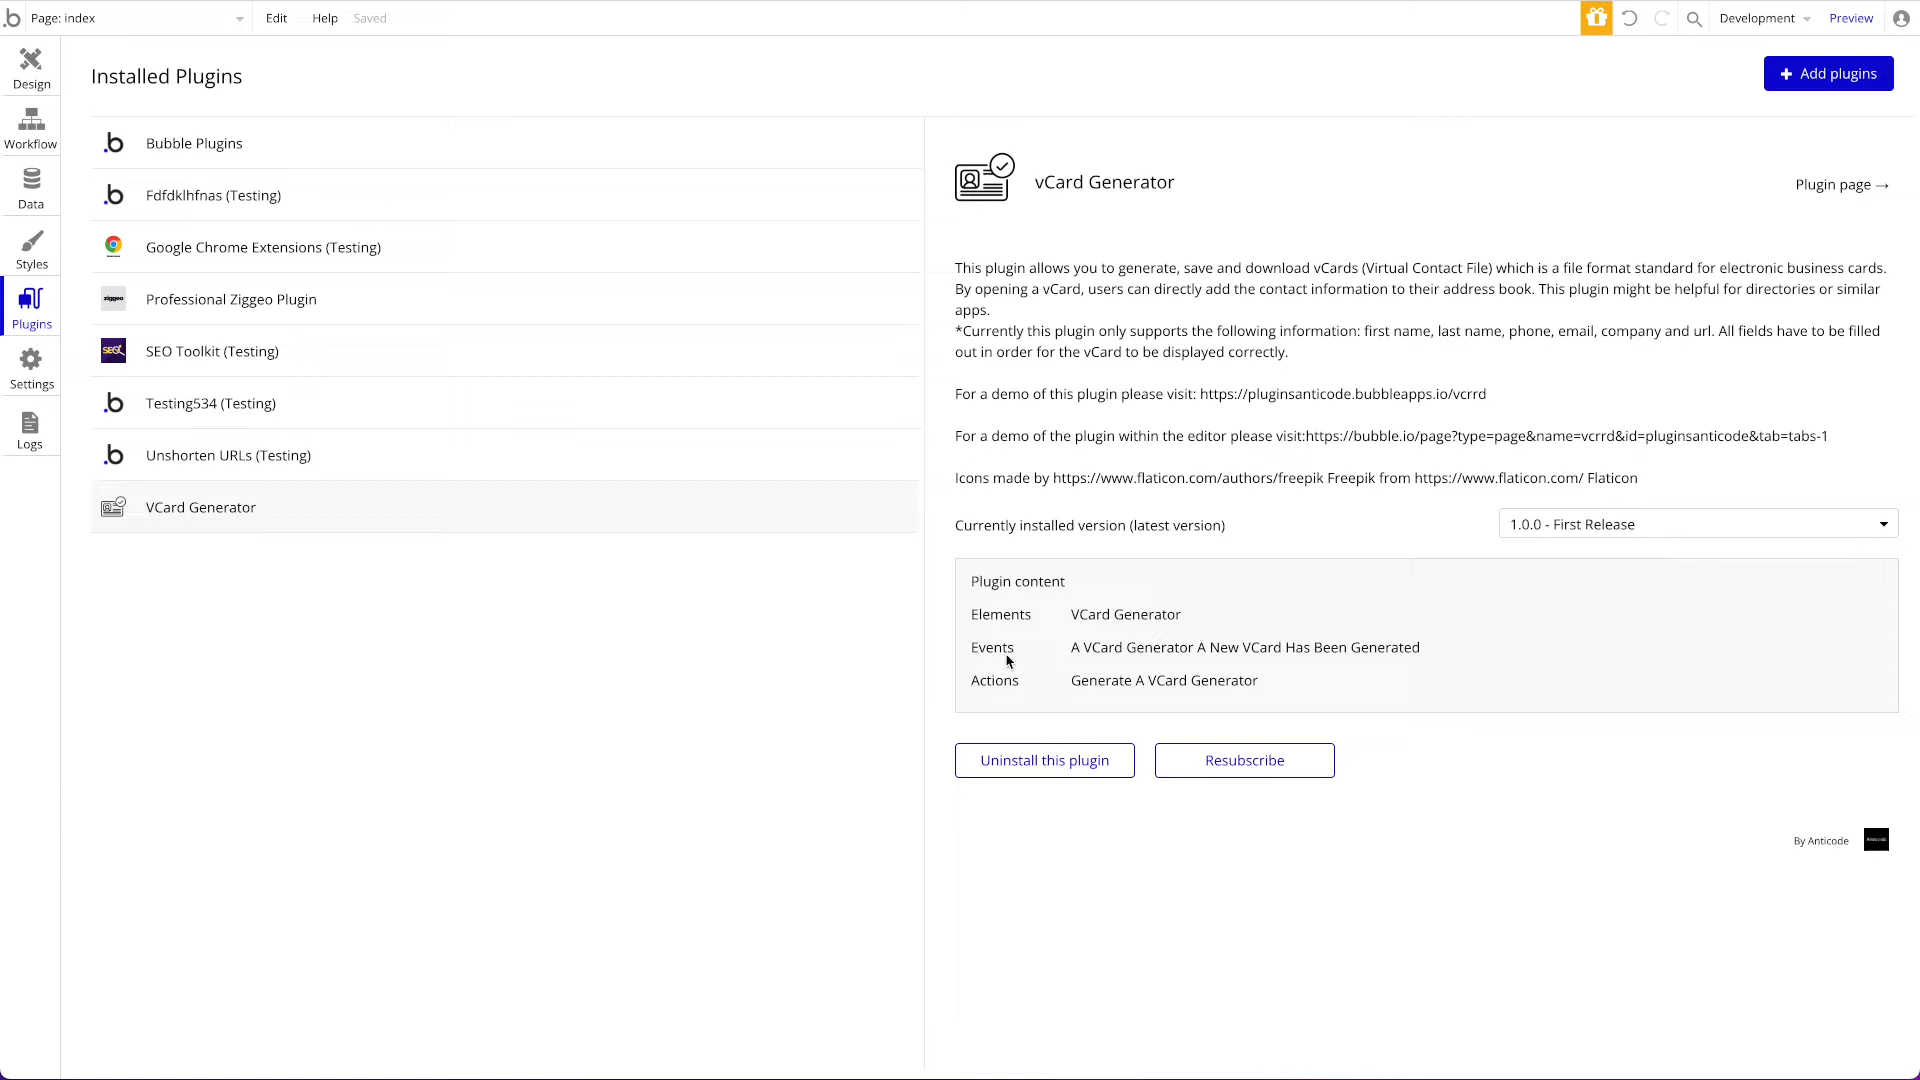 Page: index
Edit
Help
Saved
Development
Preview
Design
Workflow
Data
Styles
Plugins
Settings
Logs
Installed Plugins
Add plugins
Bubble Plugins
Fdfdklhfnas (Testing)
Google Chrome Extensions (Testing)
ziggeo
Professional Ziggeo Plugin
SEO
SEO Toolkit (Testing)
Testing534 (Testing)
Unshorten URLs (Testing)
VCard Generator
vCard Generator
Plugin page →
This plugin allows you to generate, save and download vCards (Virtual Contact File) which is a file format standard for electronic business cards.
By opening a vCard, users can directly add the contact information to their address book. This plugin might be helpful for directories or similar
apps.
*Currently this plugin only supports the following information: first name, last name, phone, email, company and url. All fields have to be filled
out in order for the vCard to be displayed correctly.
For a demo of this plugin please visit: https://pluginsanticode.bubbleapps.io/vcrrd
For a demo of the plugin within the editor please visit:https://bubble.io/page?type=page&name=vcrrd&id=pluginsanticode&tab=tabs-1
Icons made by https://www.flaticon.com/authors/freepik Freepik from https://www.flaticon.com/ Flaticon
Currently installed version (latest version)
1.0.0 - First Release
Plugin content
Elements VCard Generator
Events A VCard Generator A New VCard Has Been Generated
Actions Generate A VCard Generator
Uninstall this plugin
Resubscribe
By Anticode